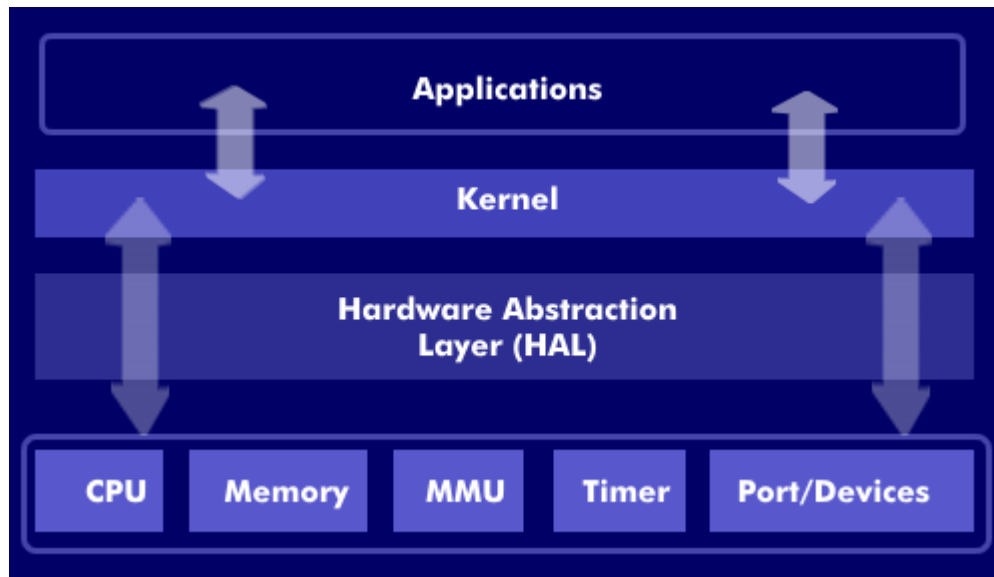 Applications
Kernel
Hardware Abstraction
Layer (HAL)
CPU Memory MMU Timer Port/Devices